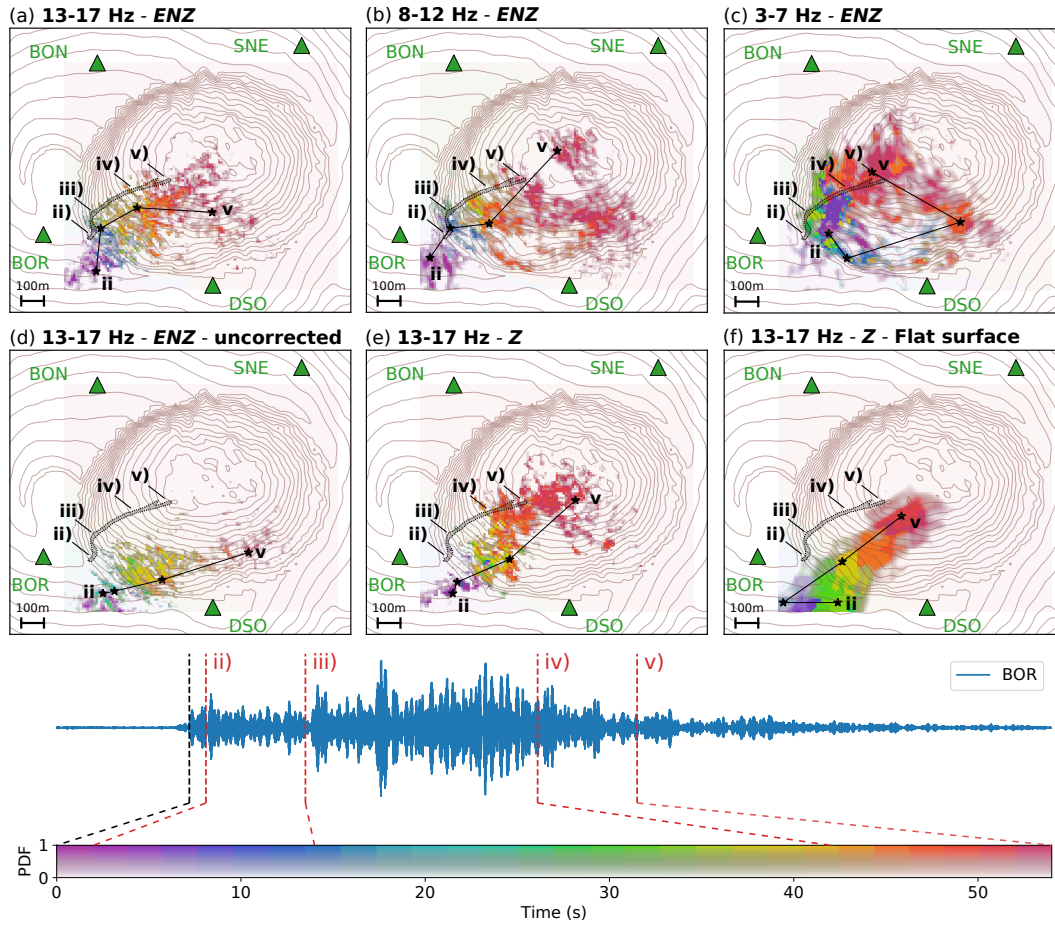 (a) 13-17 Hz - ENZ
BON
SNE
v)
iv)
iii)
ii)
v
BOR
ii
100m
DSO
(b) 8-12 Hz - ENZ
BON
SNE
v
v)
iv)
iii)
ii)
BOR
ii
100m
DSO
(c) 3-7 Hz - ENZ
BON
SNE
v)
iv)
v
iii)
ii)
ii
BOR
100m
DSO
(d) 13-17 Hz - ENZ - uncorrected
BON
SNE
v)
iv)
iii)
ii)
v
BOR
ii
100m
DSO
(e) 13-17 Hz - Z
BON
SNE
v)
iv)
v
iii)
ii)
BOR
ii
100m
DSO
(f) 13-17 Hz - Z - Flat surface
BON
SNE
v)
iv)
iii)
v
ii)
BOR
ii
100m
DSO
ii)
iii)
iv)
v)
BOR
PDF
1
0
0 10 20 30 40 50
Time (s)